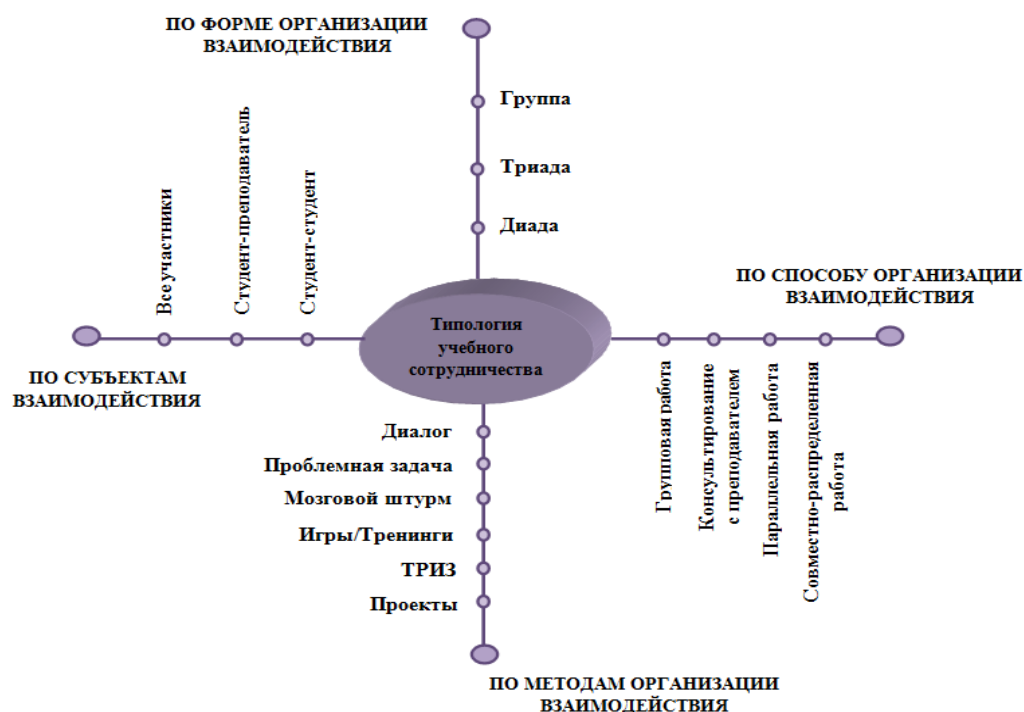 ПО ФОРМЕ ОРГАНИЗАЦИИ
ВЗАИМОДЕЙСТВИЯ
Группа
Триада
Диада
Все участники
Студент-преподаватель
Студент-студент
ПО СУБЪЕКТАМ
ВЗАИМОДЕЙСТВИЯ
Типология
учебного
сотрудничества
ПО СПОСОБУ ОРГАНИЗАЦИИ
ВЗАИМОДЕЙСТВИЯ
Групповая работа
Консультирование
с преподавателем
Параллельная работа
Совместно-распределенная
работа
Диалог
Проблемная задача
Мозговой штурм
Игры/Тренинги
ТРИЗ
Проекты
ПО МЕТОДАМ ОРГАНИЗАЦИИ
ВЗАИМОДЕЙСТВИЯ